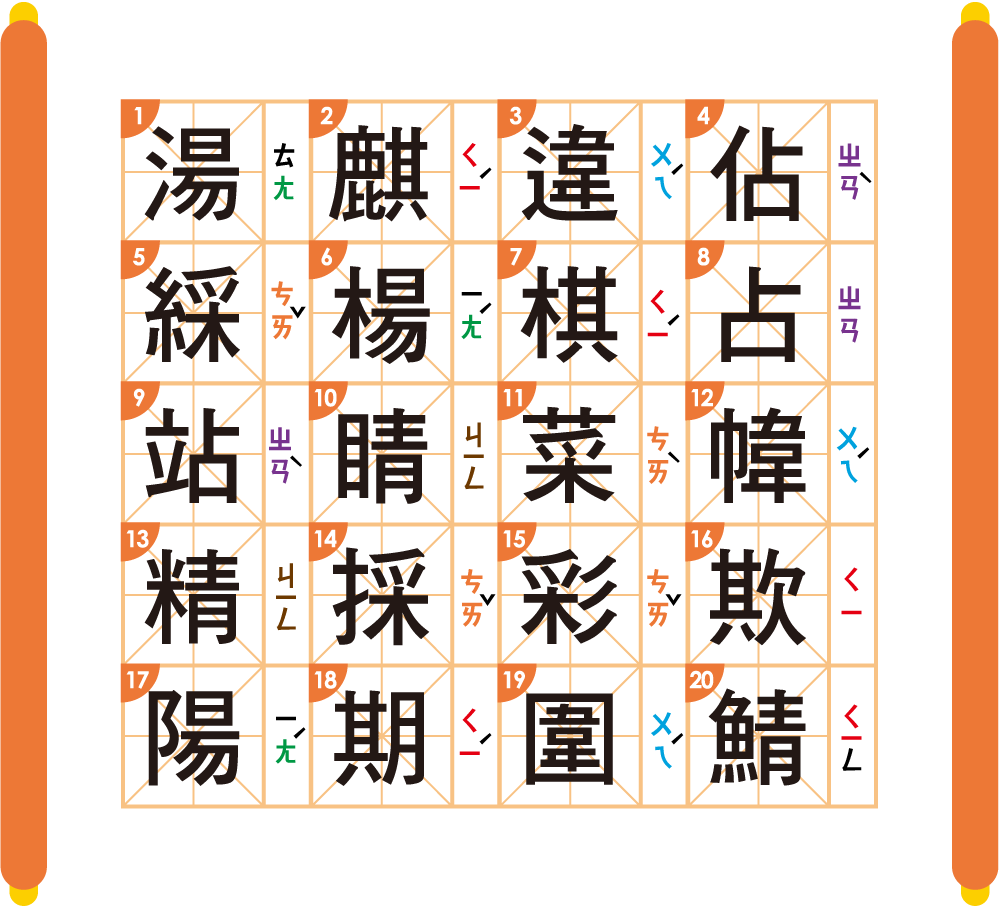 1 湯 ㄊㄤ 2 麒 ㄑㄧˊ 3 違 ㄨㄟˊ 4 佔 ㄓㄢˋ
5 綵 ㄘㄞˇ 6 楊 ㄧㄤˊ 7 棋 ㄑㄧˊ 8 占 ㄓㄢ
9 站 ㄓㄢˋ 10 睛 ㄐㄧㄥ 11 菜 ㄘㄞˋ 12 幃 ㄨㄟˊ
13 精 ㄐㄧㄥ 14 採 ㄘㄞˇ 15 彩 ㄘㄞˇ 16 欺 ㄑㄧ
17 陽 ㄧㄤˊ 18 期 ㄑㄧˊ 19 圍 ㄨㄟˊ 20 鯖 ㄑㄧㄥ